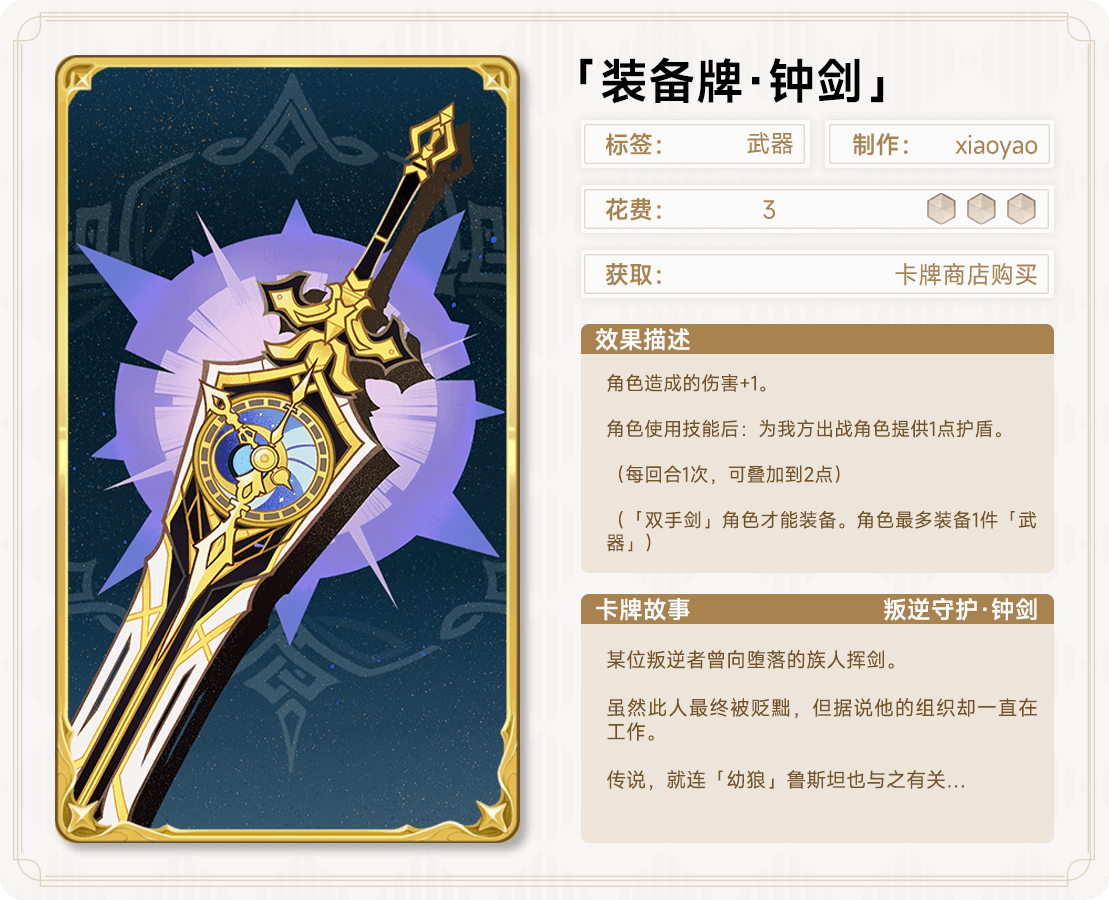 「装备牌·钟剑」
标签： 武器
制作： xiaoyao
花费： 3
获取： 卡牌商店购买
效果描述
角色造成的伤害+1。
角色使用技能后：为我方出战角色提供1点护盾。
（每回合1次，可叠加到2点）
（「双手剑」角色才能装备。角色最多装备1件「武
器」）
卡牌故事 叛逆守护·钟剑
某位叛逆者曾向堕落的族人挥剑。
虽然此人最终被贬黜，但据说他的组织却一直在
工作。
传说，就连「幼狼」鲁斯坦也与之有关...